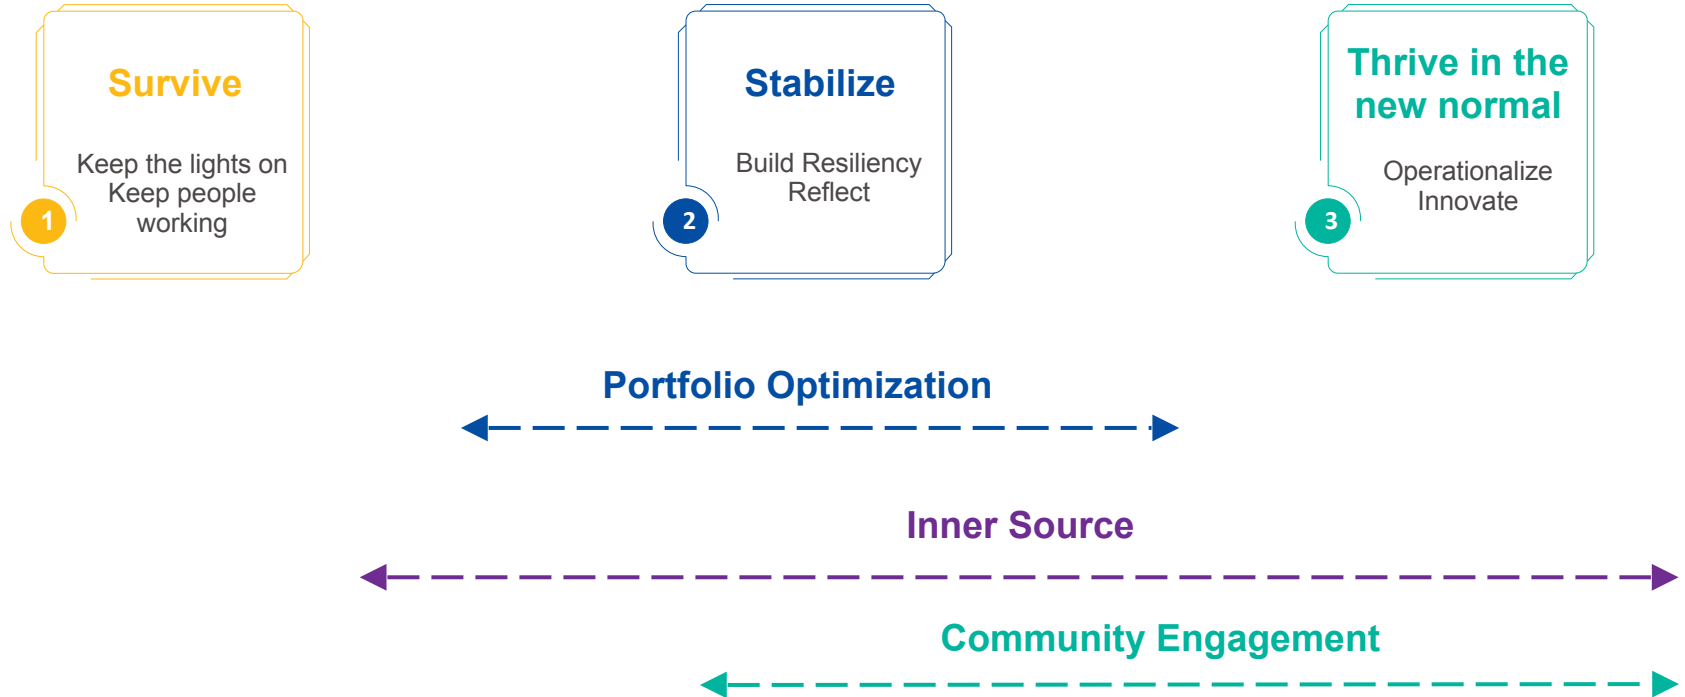 Survive
Keep the lights on
Keep people
working
1
Stabilize
Build Resiliency
Reflect
2
Thrive in the
new normal
Operationalize
Innovate
3
Portfolio Optimization
Inner Source
Community Engagement